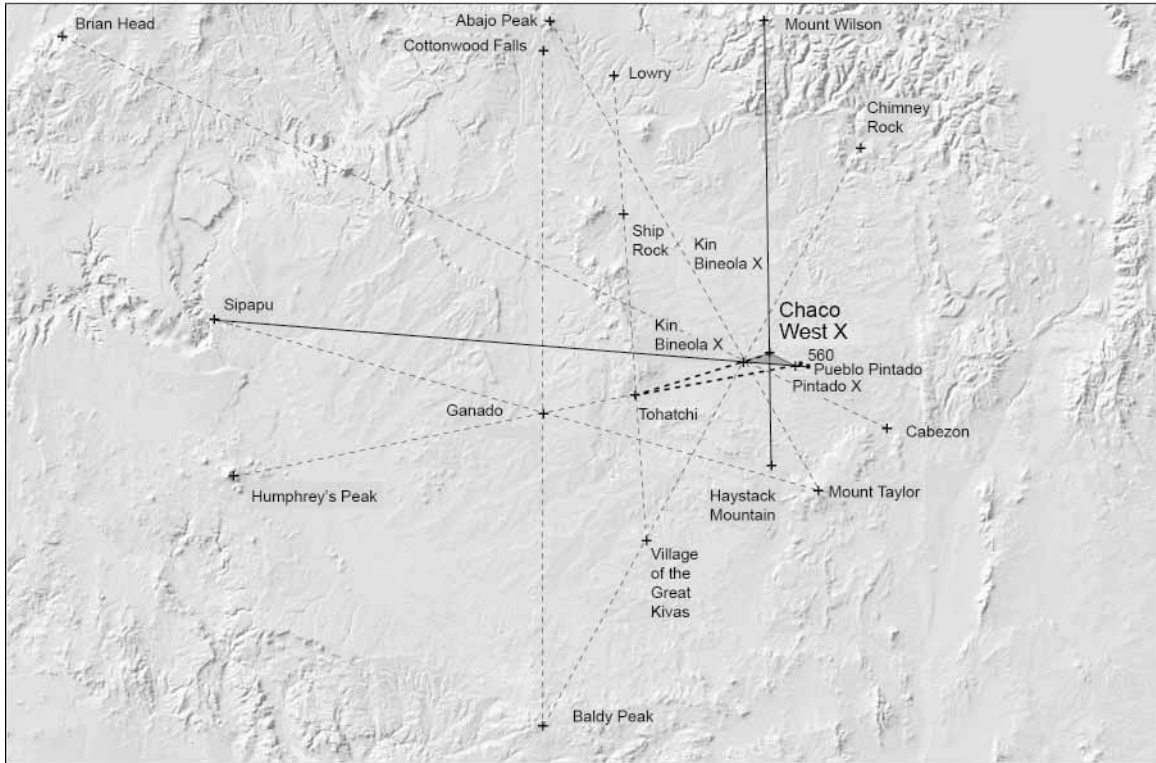 Brian Head
Abajo Peak
Mount Wilson
Cottonwood Falls
Lowry
Chimney
Rock
Ship
Rock
Kin
Bineola X
Sipapu
Chaco
West X
Kin
Bineola X
560
Pueblo Pintado
Pintado X
Ganado
Tohatchi
Cabezon
Humphrey's Peak
Haystack
Mountain
Mount Taylor
Village
of the
Great
Kivas
Baldy Peak